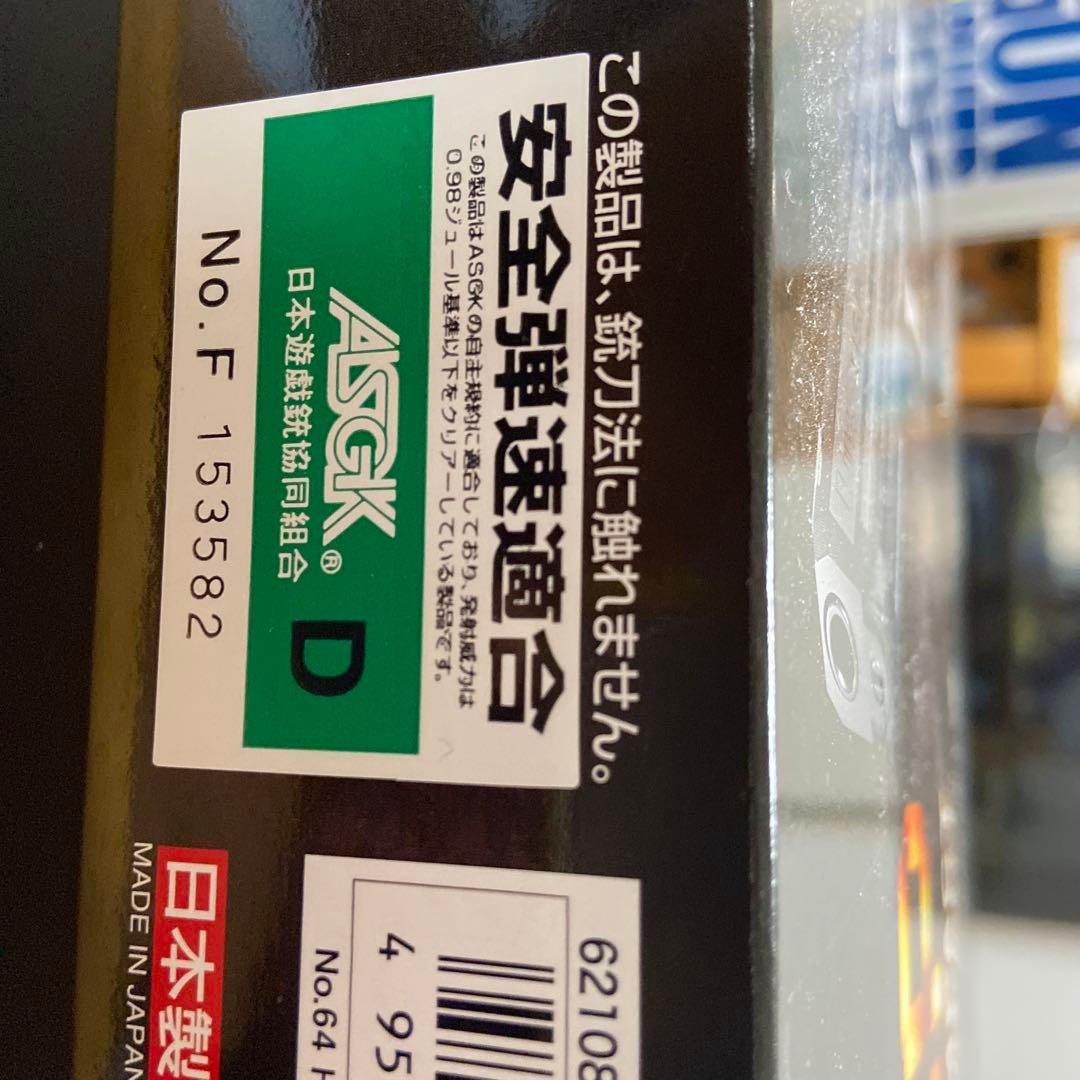 この製品は、銃刀法に触れません。
安全弾速適合
この製品はASGKの自主規約に適合しており、発射威力は
0.98ジュール基準以下をクリアーしている製品です。
ASGK® D
日本遊戯銃協同組合
No. F 153582
62108
4 95
No.64 H
日本製
MADE IN JAPAN